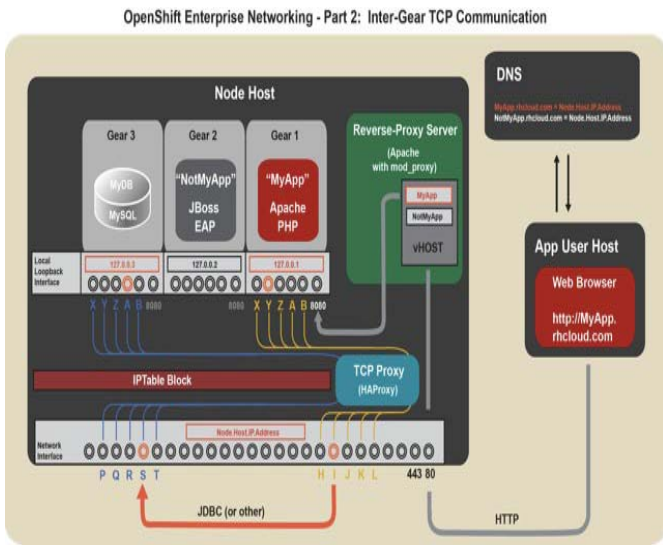 OpenShift Enterprise Networking - Part 2: Inter-Gear TCP Communication
Node Host
Gear 3
MyDB
MySQL
Gear 2
"NotMyApp"
JBoss
EAP
Gear 1
"MyApp"
Apache
PHP
Reverse-Proxy Server
(Apache
with mod_proxy)
MyApp
NotMyApp
vHOST
DNS
MyApp.rhcloud.com = Node.Host.IP.Address
NotMyApp.rhcloud.com = Node.Host.IP.Address
App User Host
Web Browser
http://MyApp.
rhcloud.com
Local
Loopback
Interface
127.0.0.3
127.0.0.2
127.0.0.1
X Y Z A B 8080
8080
X Y Z A B 8080
TCP Proxy
(HAProxy)
IPTable Block
Network
Interface
Node.Host.IP.Address
P Q R S T
H I J K L
443 80
JDBC (or other)
HTTP